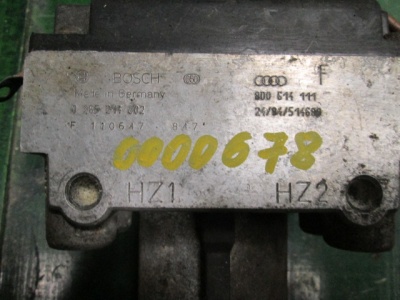 BOSCH F
Made in Germany 8D0 614 111
0 265 214 002
0000678
HZ1 HZ2